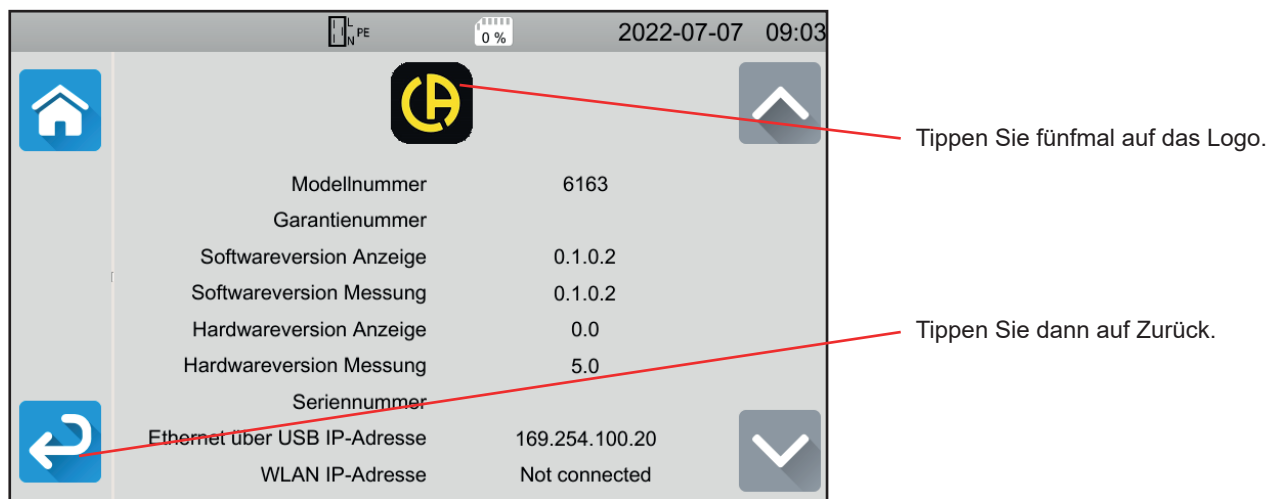 L N PE 0 % 2022-07-07 09:03
CA
Tippen Sie fünfmal auf das Logo.
Modellnummer 6163
Garantienummer
Softwareversion Anzeige 0.1.0.2
Softwareversion Messung 0.1.0.2
Hardwareversion Anzeige 0.0
Tippen Sie dann auf Zurück.
Hardwareversion Messung 5.0
Seriennummer
Ethernet über USB IP-Adresse 169.254.100.20
WLAN IP-Adresse Not connected